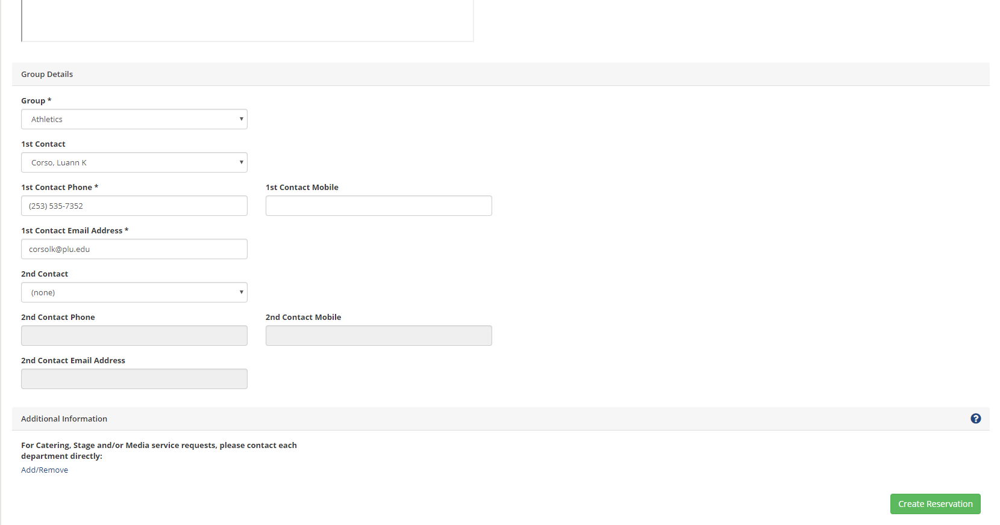 Group Details
Group *
Athletics
1st Contact
Corso, Luann K
1st Contact Phone *
1st Contact Mobile
(253) 535-7352
1st Contact Email Address *
corsolk@plu.edu
2nd Contact
(none)
2nd Contact Phone
2nd Contact Mobile
2nd Contact Email Address
Additional Information
?
For Catering, Stage and/or Media service requests, please contact each
department directly:
Add/Remove
Create Reservation